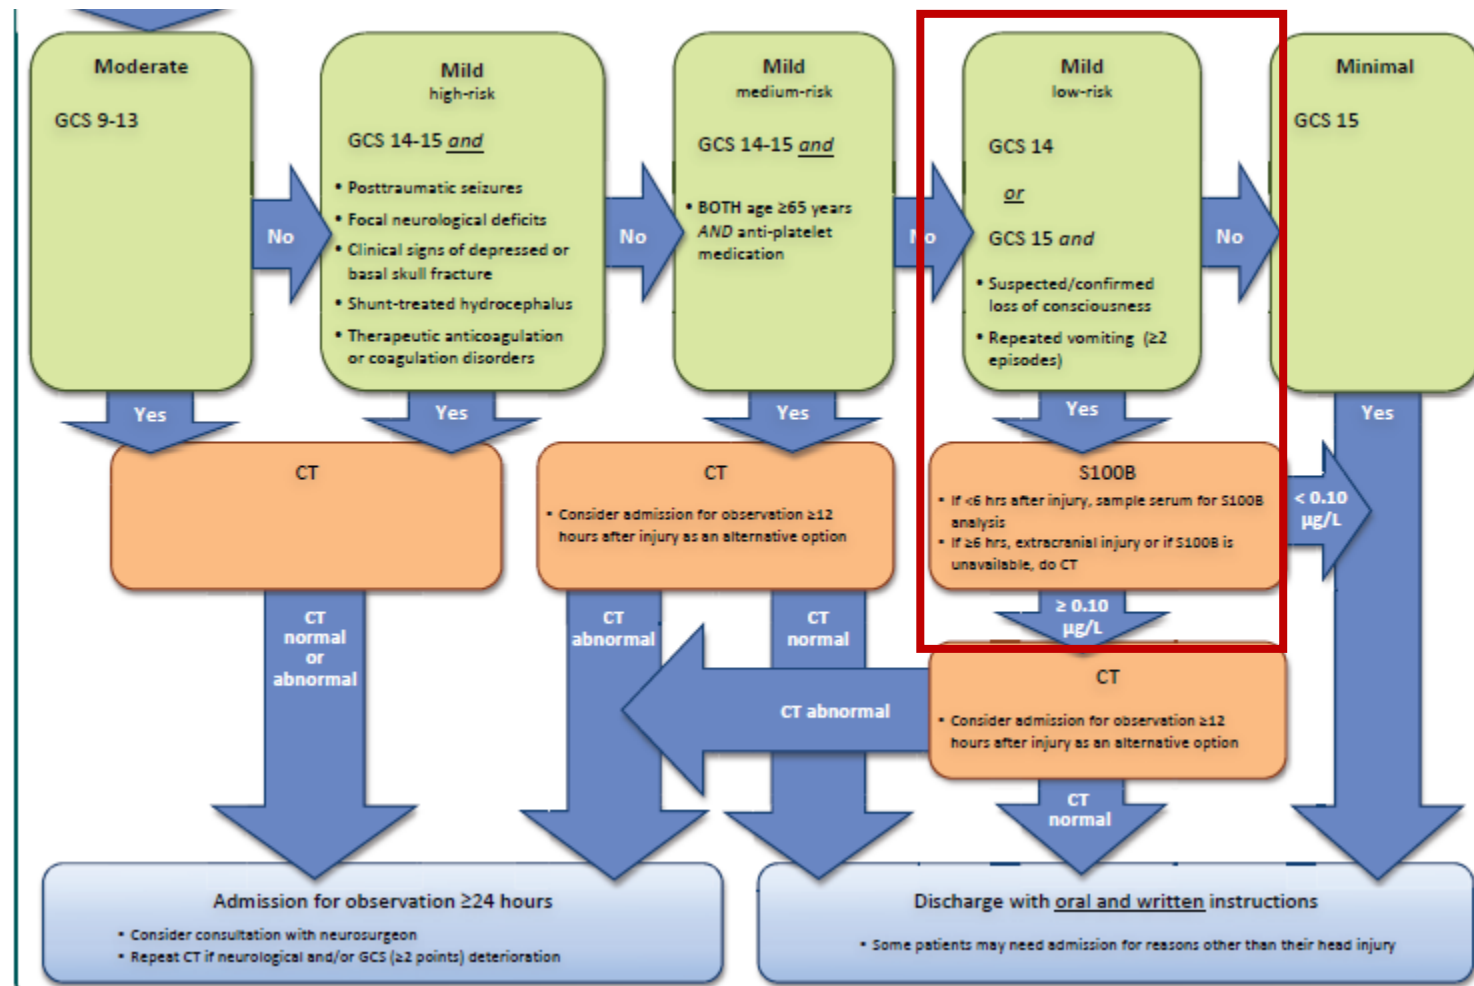 Moderate
GCS 9-13
No
Yes
Mild
high-risk
GCS 14-15 and
• Posttraumatic seizures
• Focal neurological deficits
• Clinical signs of depressed or
basal skull fracture
• Shunt-treated hydrocephalus
• Therapeutic anticoagulation
or coagulation disorders
No
Yes
Mild
medium-risk
GCS 14-15 and
• BOTH age ≥65 years
AND anti-platelet
medication
No
Yes
Mild
low-risk
GCS 14
or
GCS 15 and
• Suspected/confirmed
loss of consciousness
• Repeated vomiting (≥2
episodes)
No
Yes
Minimal
GCS 15
Yes
CT
CT
• Consider admission for observation ≥12
hours after injury as an alternative option
S100B
• If <6 hrs after injury, sample serum for S100B
analysis
• If ≥6 hrs, extracranial injury or if S100B is
unavailable, do CT
< 0.10
µg/L
≥ 0.10
µg/L
CT
normal
or
abnormal
CT
abnormal
CT
normal
CT abnormal
CT
• Consider admission for observation ≥12
hours after injury as an alternative option
CT
normal
Admission for observation ≥24 hours
• Consider consultation with neurosurgeon
• Repeat CT if neurological and/or GCS (≥2 points) deterioration
Discharge with oral and written instructions
• Some patients may need admission for reasons other than their head injury